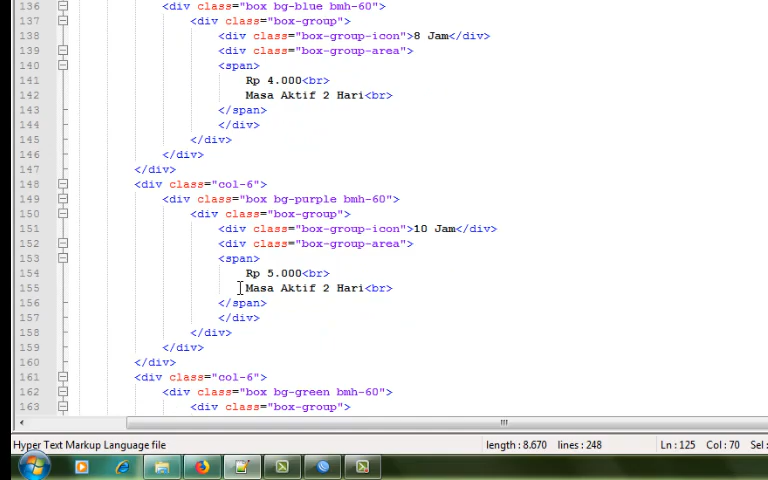 136 <div class="box bg-blue bmh-60">
137 <div class="box-group">
138 <div class="box-group-icon">8 Jam</div>
139 <div class="box-group-area">
140 <span>
141 Rp 4.000<br>
142 Masa Aktif 2 Hari<br>
143 </span>
144 </div>
145 </div>
146 </div>
147 </div>
148 <div class="col-6">
149 <div class="box bg-purple bmh-60">
150 <div class="box-group">
151 <div class="box-group-icon">10 Jam</div>
152 <div class="box-group-area">
153 <span>
154 Rp 5.000<br>
155 Masa Aktif 2 Hari<br>
156 </span>
157 </div>
158 </div>
159 </div>
160 </div>
161 <div class="col-6">
162 <div class="box bg-green bmh-60">
163 <div class="box-group">
Hyper Text Markup Language file length : 8.670 lines : 248 Ln : 125 Col : 70 Sel :